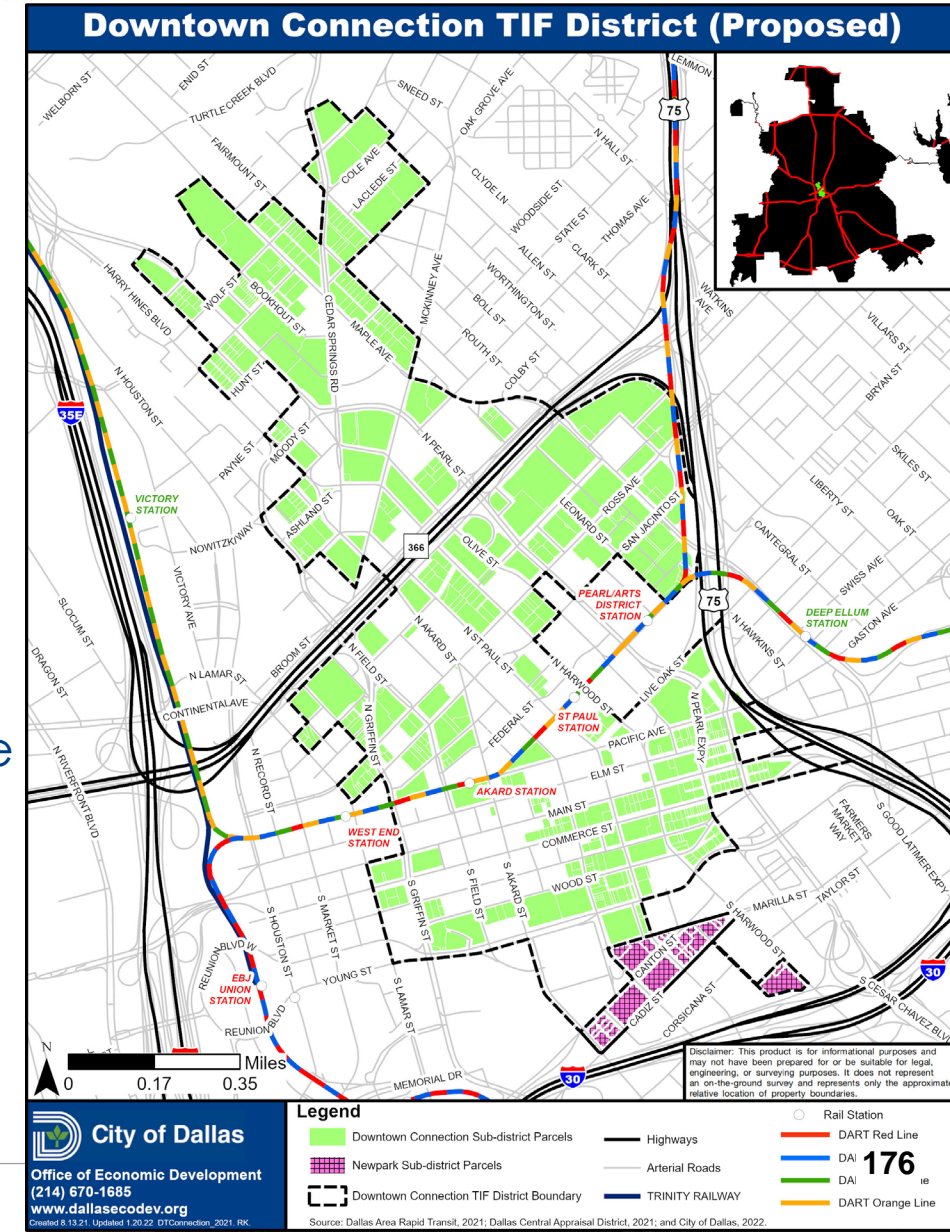 Downtown Connection TIF District (Proposed)
WELBORN ST
ENID ST
TURTLE CREEK BLVD
SNEED ST
OAK GROVE AVE
LEMMON
75
FAIRMOUNT ST
COLE AVE
LACLEDE ST
N HALL ST
CLYDE LN
WOODSIDE ST
STATE ST
THOMAS AVE
CLARK ST
ALLEN ST
WORTHINGTON ST
BOLL ST
ROUTH ST
COLBY ST
MCKINNEY AVE
HARRY HINES BLVD
WOLF ST
BOOKHOUT ST
CEDAR SPRINGS RD
MAPLE AVE
HUNT ST
WATKINS AVE
VILLARS ST
BRYAN ST
N HOUSTON ST
35E
PAYNE ST
MOODY ST
N PEARL ST
SKILES ST
LIBERTY ST
OAK ST
VICTORY
STATION
ASHLAND ST
NOWITZKI WAY
366
OLIVE ST
LEONARD ST
ROSS AVE
SAN JACINTO ST
CANTEGRAL ST
SWISS AVE
VICTORY AVE
SLOCUM ST
DRAGON ST
PEARL/ARTS
DISTRICT
STATION
75
DEEP ELLUM
STATION
GASTON AVE
N HAWKINS ST
BROOM ST
N LAMAR ST
CONTINENTAL AVE
N FIELD ST
N AKARD ST
N ST PAUL ST
N HARWOOD ST
LIVE OAK ST
N PEARL EXPY
N RIVERFRONT BLVD
N RECORD ST
N GRIFFIN ST
FEDERAL ST
ST PAUL
STATION
PACIFIC AVE
ELM ST
AKARD STATION
MAIN ST
COMMERCE ST
WEST END
STATION
FARMERS
MARKET
WAY
S GOOD LATIMER EXPY
WOOD ST
S GRIFFIN ST
S FIELD ST
S AKARD ST
MARILLA ST
TAYLOR ST
S HARWOOD ST
S MARKET ST
S HOUSTON ST
REUNION BLVD W
EBJ
UNION
STATION
YOUNG ST
S LAMAR ST
CANTON ST
CADIZ ST
CORSICANA ST
30
S CESAR CHAVEZ BLV
REUNION BLVD
MEMORIAL DR
30
N
Miles
0 0.17 0.35
Disclaimer: This product is for informational purposes and
may not have been prepared for or be suitable for legal,
engineering, or surveying purposes. It does not represent
an on-the-ground survey and represents only the approximat
relative location of property boundaries.
City of Dallas
Office of Economic Development
(214) 670-1685
www.dallasecodev.org
Created 8.13.21. Updated 1.20.22 DTConnection_2021. RK.
Legend
Downtown Connection Sub-district Parcels
Newpark Sub-district Parcels
Downtown Connection TIF District Boundary
Highways
Arterial Roads
TRINITY RAILWAY
Rail Station
DART Red Line
DART Orange Line
176
Source: Dallas Area Rapid Transit, 2021; Dallas Central Appraisal District, 2021; and City of Dallas, 2022.